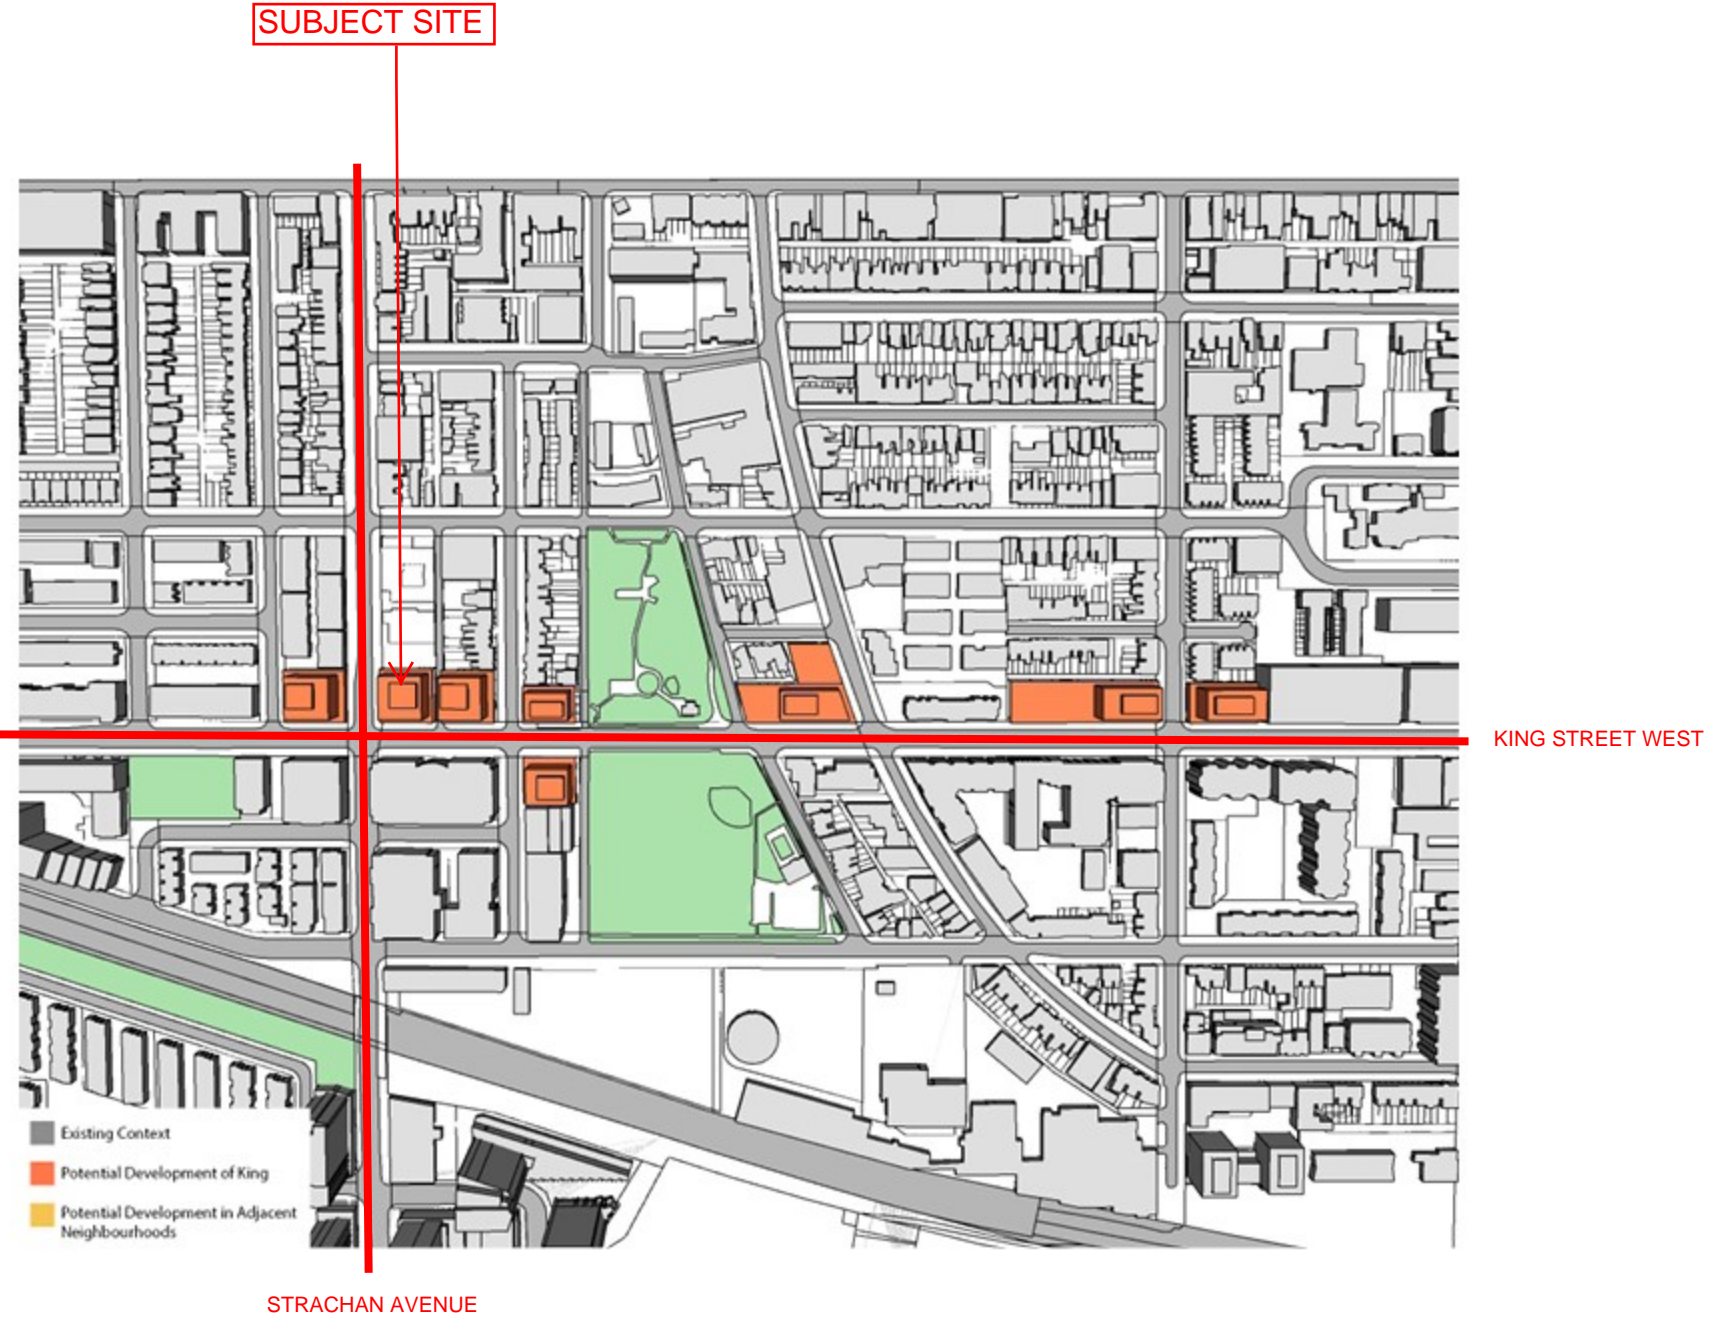 SUBJECT SITE
KING STREET WEST
Existing Context
Potential Development of King
Potential Development in Adjacent
Neighbourhoods
STRACHAN AVENUE